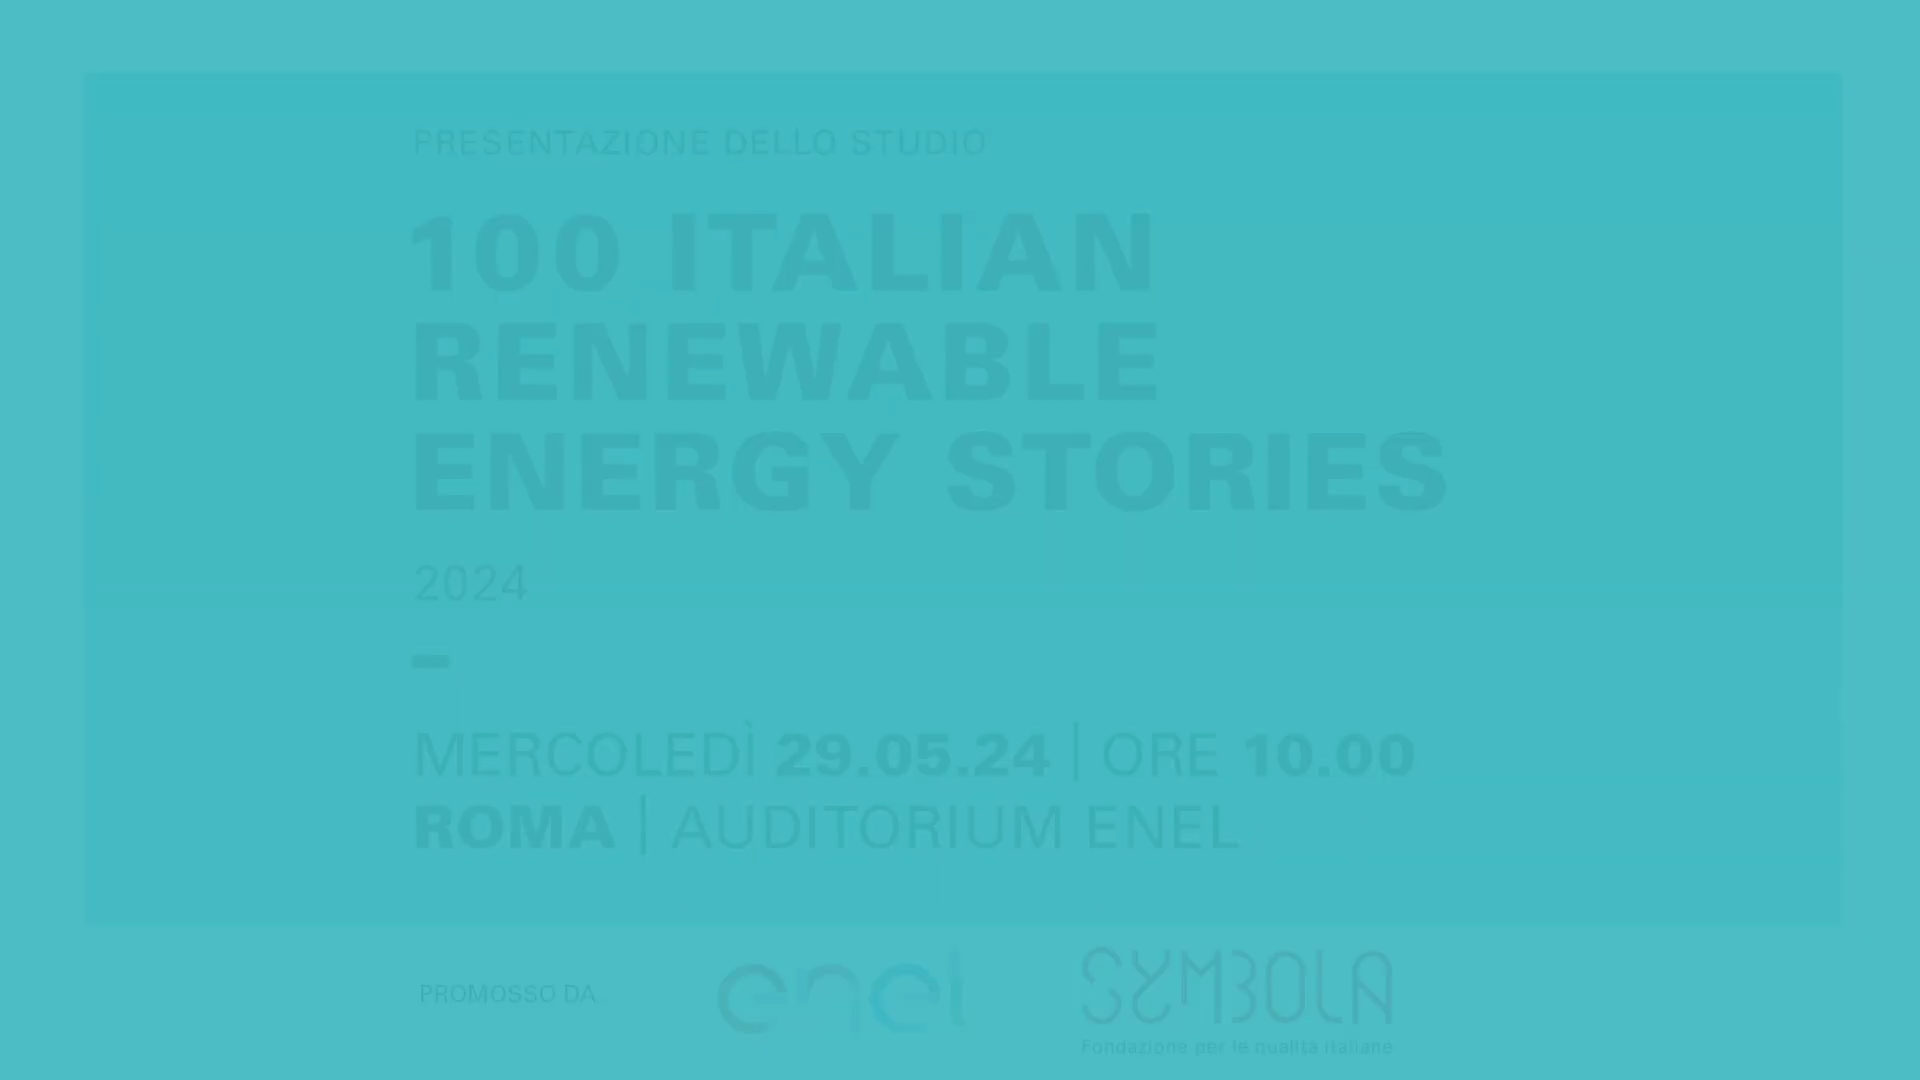 PRESENTAZIONE DELLO STUDIO
100 ITALIAN
RENEWABLE
ENERGY STORIES
2024
–
MERCOLEDÌ 29.05.24 | ORE 10.00
ROMA | AUDITORIUM ENEL
PROMOSSO DA
enel
SYMBOLA
Fondazione per le qualità italiane